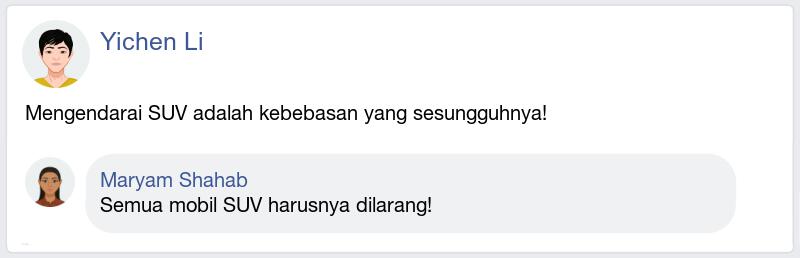 Yichen Li
Mengendarai SUV adalah kebebasan yang sesungguhnya!
Maryam Shahab
Semua mobil SUV harusnya dilarang!